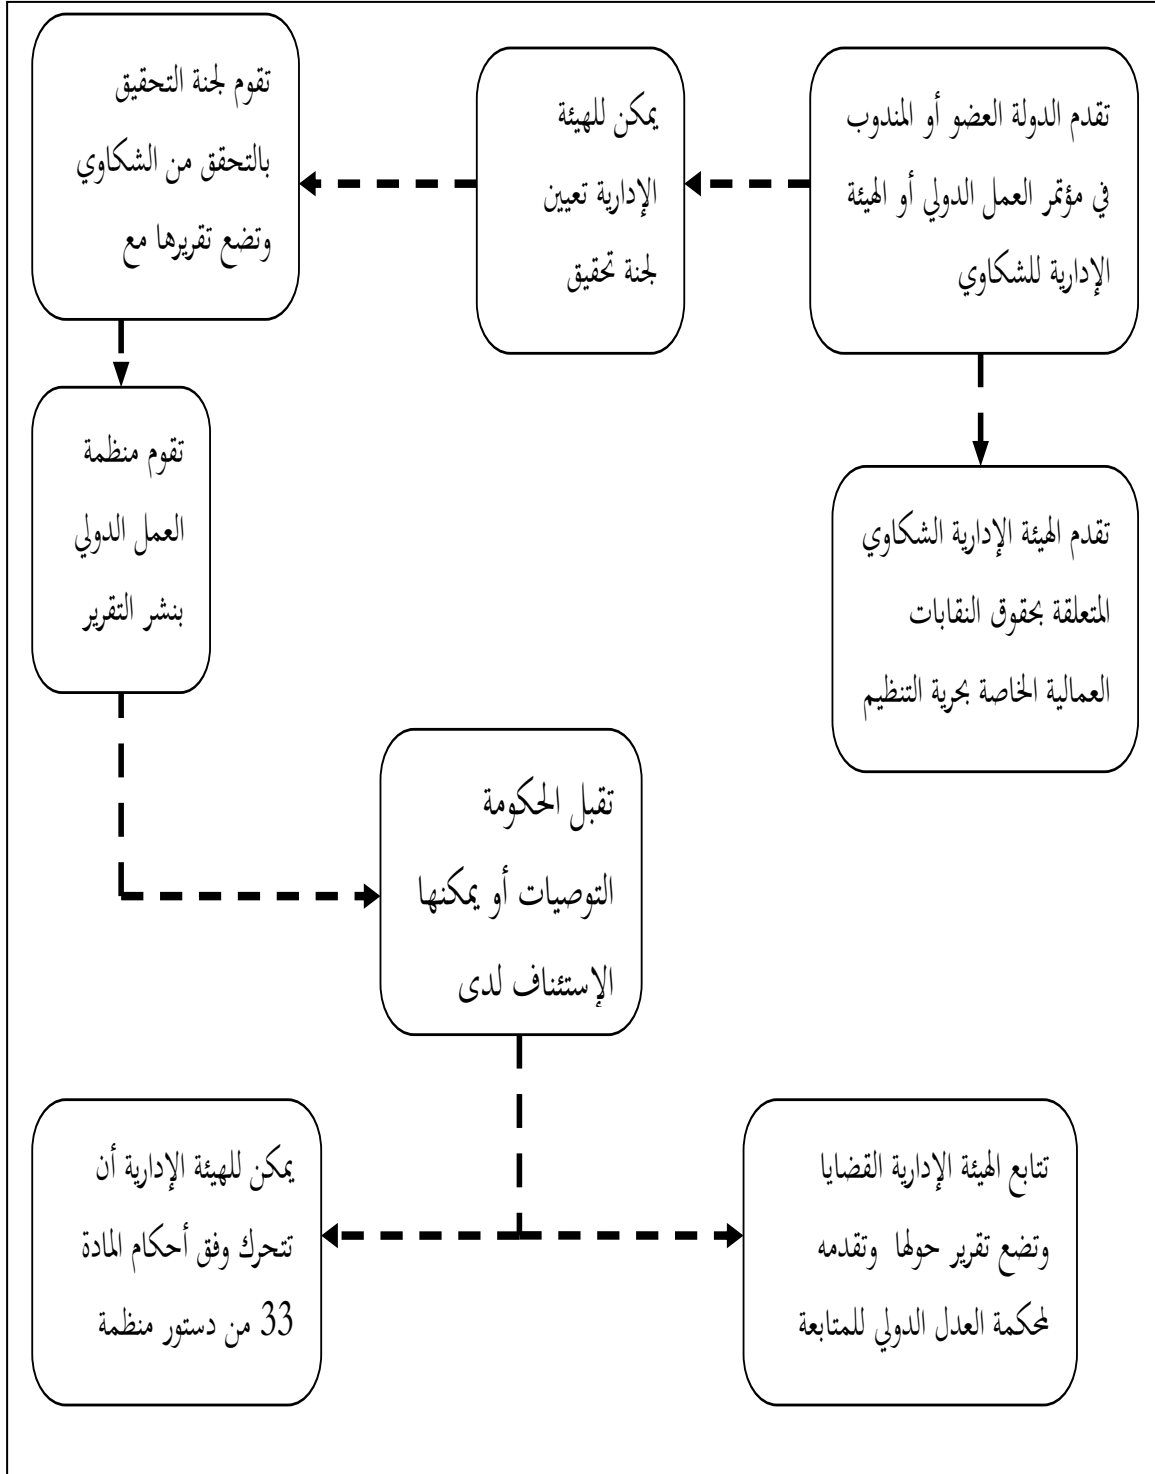 تقدم الدولة العضو أو المندوب
في مؤتمر العمل الدولي أو الهيئة
الإدارية للشكاوي
يمكن للهيئة
الإدارية تعيين
لجنة تحقيق
تقوم لجنة التحقيق
بالتحقق من الشكاوي
وتضع تقريرها مع
تقدم الهيئة الإدارية الشكاوي
المتعلقة بحقوق النقابات
العمالية الخاصة بحرية التنظيم
تقوم منظمة
العمل الدولي
بنشر التقرير
تقبل الحكومة
التوصيات أو يمكنها
الإستئناف لدى
تتابع الهيئة الإدارية القضايا
وتضع تقرير حولها وتقدمه
لمحكمة العدل الدولي للمتابعة
يمكن للهيئة الإدارية أن
تتحرك وفق أحكام المادة
33 من دستور منظمة